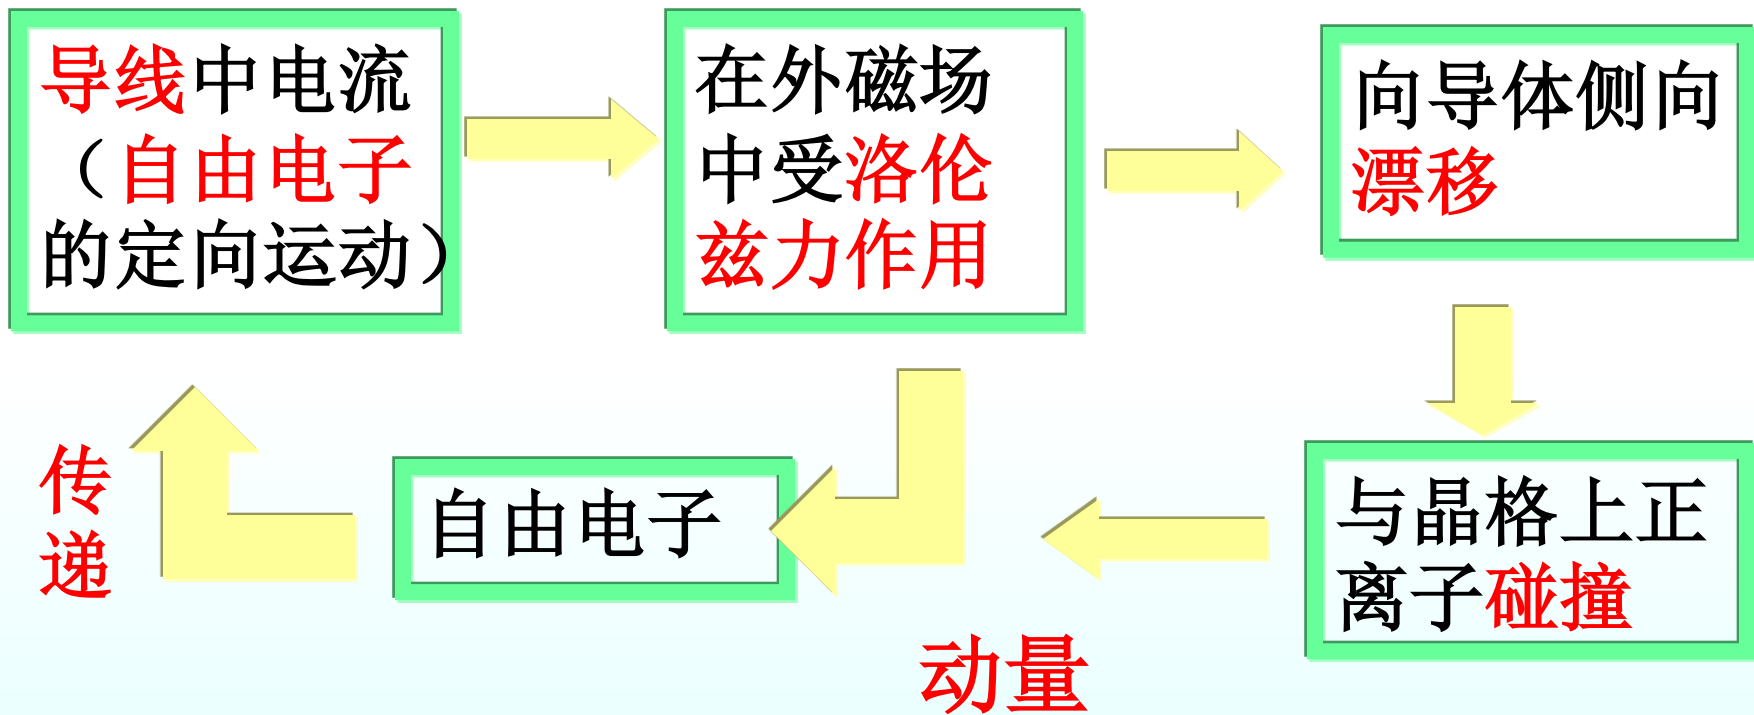 导线中电流
（自由电子
的定向运动）
在外磁场
中受洛伦
兹力作用
向导体侧向
漂移
与晶格上正
离子碰撞
自由电子
传
递
动量